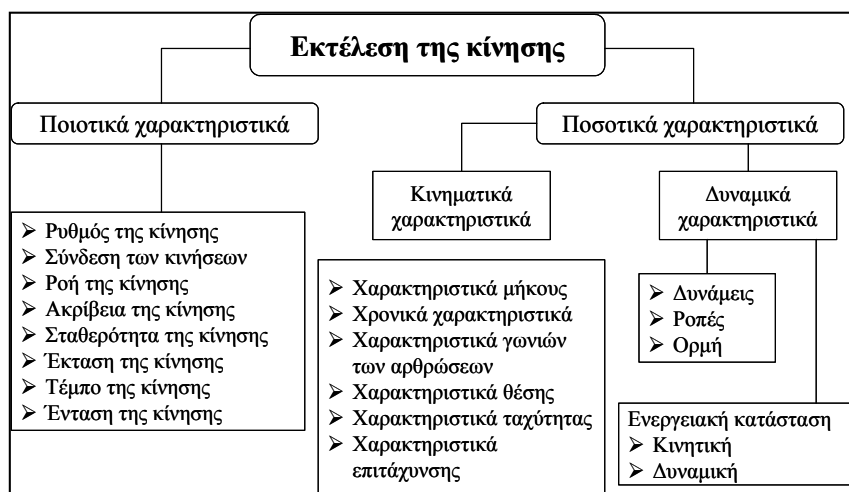 Εκτέλεση της κίνησης
Ποιοτικά χαρακτηριστικά
Ποσοτικά χαρακτηριστικά
Κινηματικά
χαρακτηριστικά
Δυναμικά
χαρακτηριστικά
➢ Ρυθμός της κίνησης
➢ Σύνδεση των κινήσεων
➢ Ροή της κίνησης
➢ Ακρίβεια της κίνησης
➢ Σταθερότητα της κίνησης
➢ Έκταση της κίνησης
➢ Τέμπο της κίνησης
➢ Ένταση της κίνησης
➢ Χαρακτηριστικά μήκους
➢ Χρονικά χαρακτηριστικά
➢ Χαρακτηριστικά γωνιών
των αρθρώσεων
➢ Χαρακτηριστικά θέσης
➢ Χαρακτηριστικά ταχύτητας
➢ Χαρακτηριστικά
επιτάχυνσης
➢ Δυνάμεις
➢ Ροπές
➢ Ορμή
Ενεργειακή κατάσταση
➢ Κινητική
➢ Δυναμική